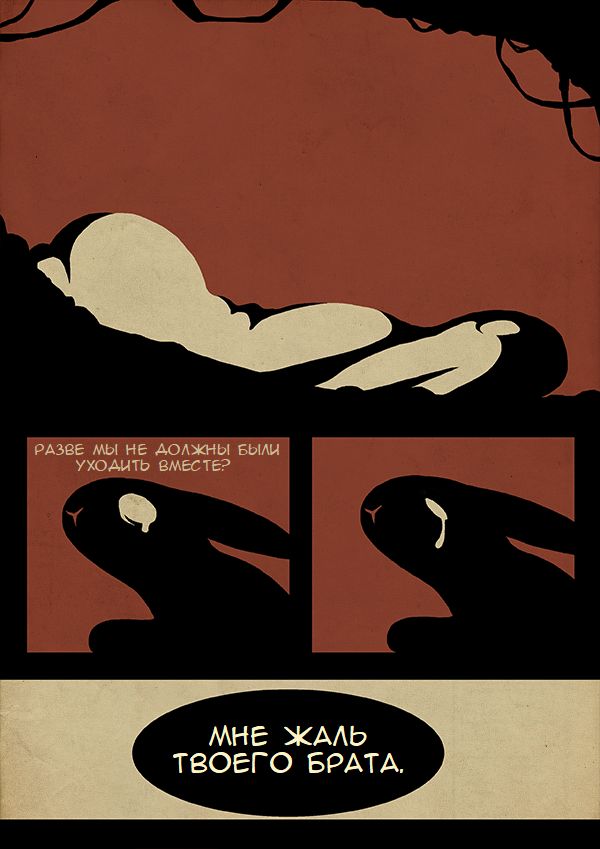 РАЗВЕ МЫ НЕ ДОЛЖНЫ БЫЛИ
УХОДИТЬ ВМЕСТЕ?
МНЕ ЖАЛЬ
ТВОЕГО БРАТА.